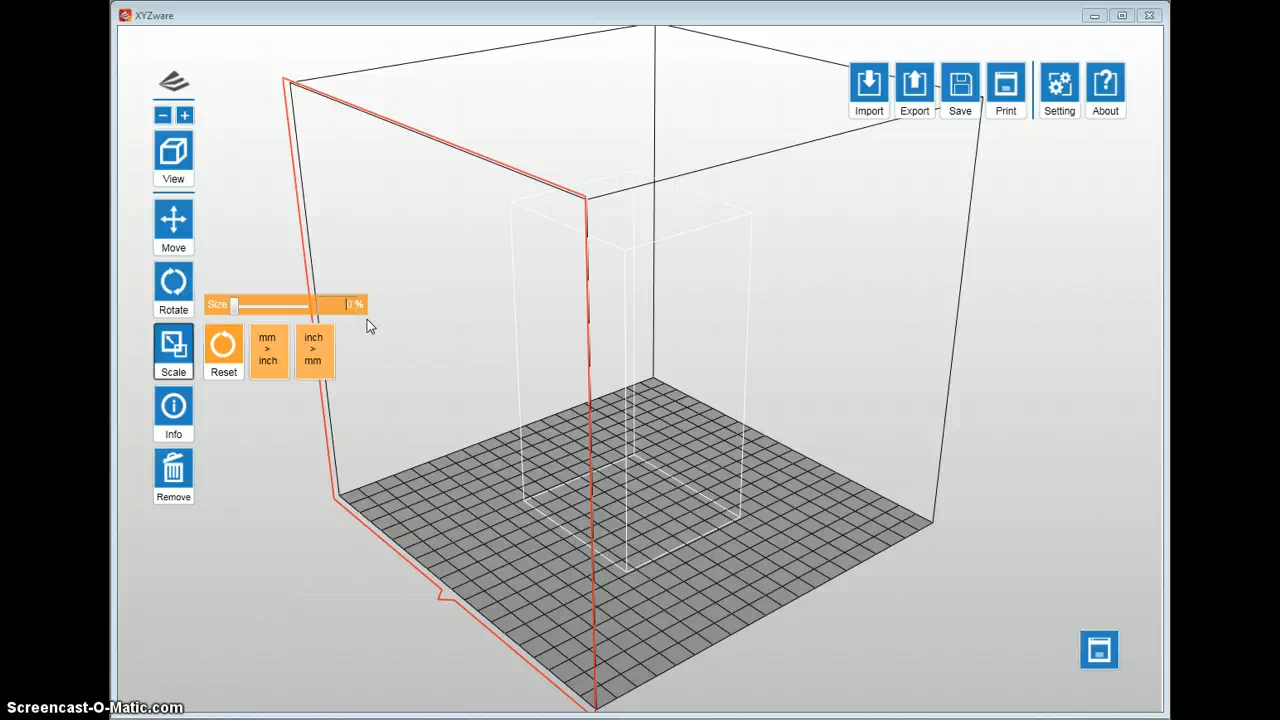 XYZware
Import
Export
Save
Print
Setting
About
- +
View
Move
Rotate
Size
0 %
Scale
Reset
mm
>
inch
inch
>
mm
Info
Remove
Screencast-O-Matic.com